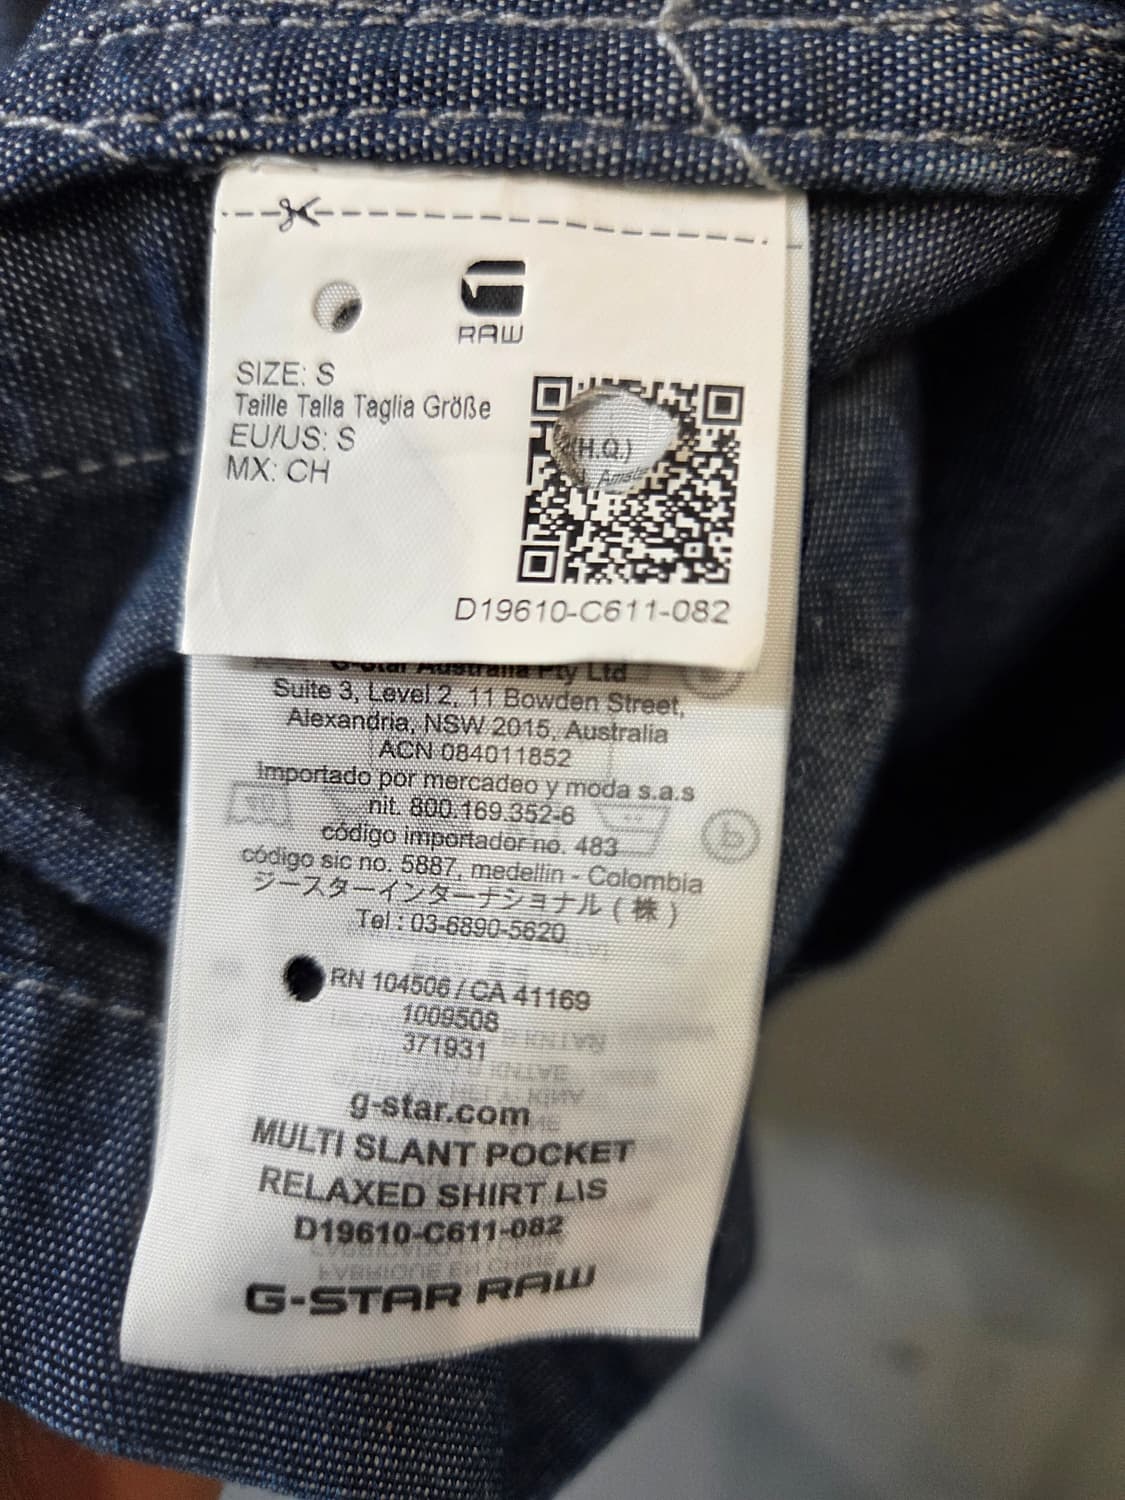 RAW
SIZE: S
Taille Talla Taglia Größe
EU/US: S
MX: CH
(H.Q.)
D19610-C611-082
G-Star Australia Pty Ltd
Suite 3, Level 2, 11 Bowden Street,
Alexandria, NSW 2015, Australia
ACN 084011852
Importado por mercadeo y moda s.a.s
nit. 800.169.352-6
código importador no. 483
código sic no. 5887, medellin - Colombia
ジースターインターナショナル(株)
Tel : 03-6890-5620
RN 104506 / CA 41169
1009508
371931
g-star.com
MULTI SLANT POCKET
RELAXED SHIRT L\S
D19610-C611-082
G-STAR RAW